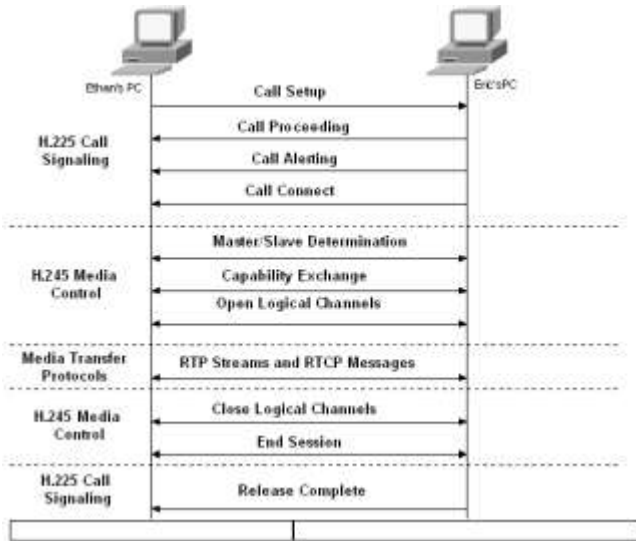 Ethan's PC
Eric'sPC
Call Setup
Call Proceeding
H.225 Call
Signaling
Call Alerting
Call Connect
Master/Slave Determination
H.245 Media
Control
Capability Exchange
Open Logical Channels
Media Transfer
Protocols
RTP Streams and RTCP Messages
H.245 Media
Control
Close Logical Channels
End Session
H.225 Call
Signaling
Release Complete